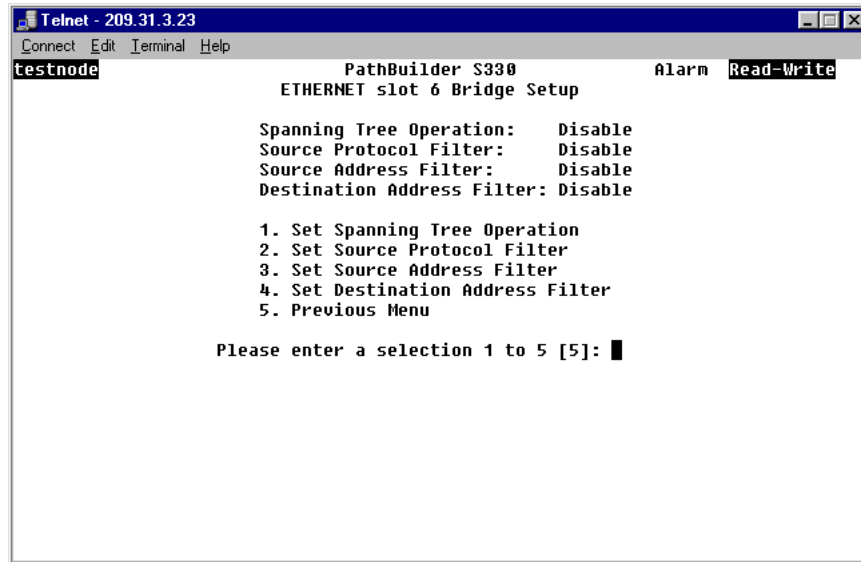 Telnet - 209.31.3.23
Connect Edit Terminal Help
testnode PathBuilder S330 Alarm Read-Write
ETHERNET slot 6 Bridge Setup
Spanning Tree Operation: Disable
Source Protocol Filter: Disable
Source Address Filter: Disable
Destination Address Filter: Disable
1. Set Spanning Tree Operation
2. Set Source Protocol Filter
3. Set Source Address Filter
4. Set Destination Address Filter
5. Previous Menu
Please enter a selection 1 to 5 [5]: